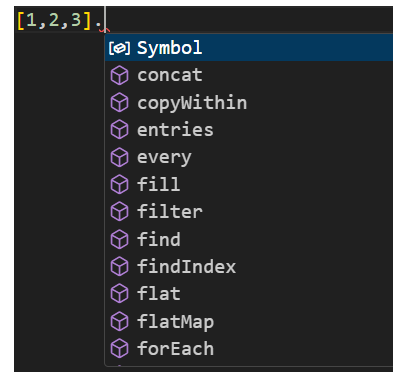 [1,2,3].
Symbol
concat
copyWithin
entries
every
fill
filter
find
findIndex
flat
flatMap
forEach